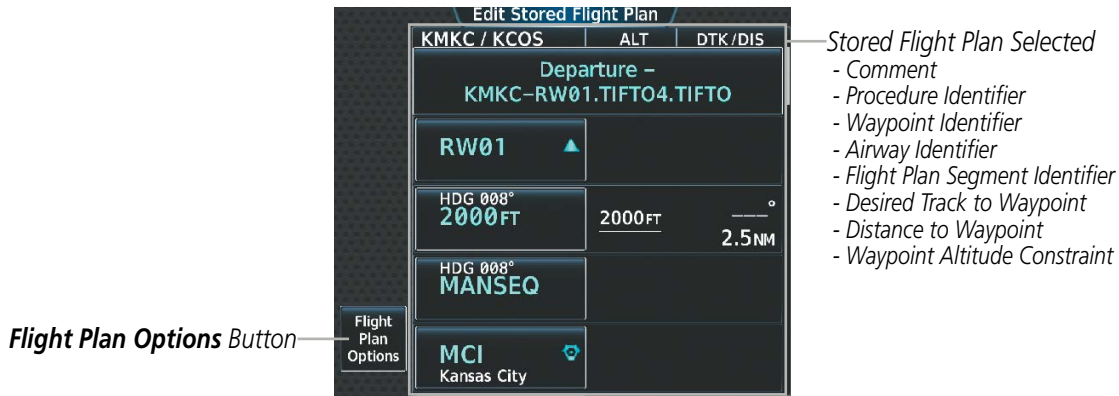 Edit Stored Flight Plan
KMKC / KCOS ALT DTK/DIS
Departure –
KMKC–RW01.TIFTO4.TIFTO
RW01
HDG 008°
2000FT 2000FT ___°
2.5NM
HDG 008°
MANSEQ
MCI
Kansas City
Flight
Plan
Options
Flight Plan Options Button
Stored Flight Plan Selected
- Comment
- Procedure Identifier
- Waypoint Identifier
- Airway Identifier
- Flight Plan Segment Identifier
- Desired Track to Waypoint
- Distance to Waypoint
- Waypoint Altitude Constraint